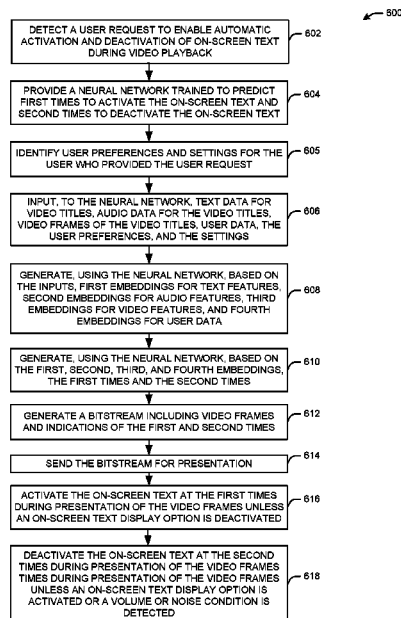 600
DETECT A USER REQUEST TO ENABLE AUTOMATIC
ACTIVATION AND DEACTIVATION OF ON-SCREEN TEXT
DURING VIDEO PLAYBACK
602
PROVIDE A NEURAL NETWORK TRAINED TO PREDICT
FIRST TIMES TO ACTIVATE THE ON-SCREEN TEXT AND
SECOND TIMES TO DEACTIVATE THE ON-SCREEN TEXT
604
IDENTIFY USER PREFERENCES AND SETTINGS FOR THE
USER WHO PROVIDED THE USER REQUEST
605
INPUT, TO THE NEURAL NETWORK, TEXT DATA FOR
VIDEO TITLES, AUDIO DATA FOR THE VIDEO TITLES,
VIDEO FRAMES OF THE VIDEO TITLES, USER DATA, THE
USER PREFERENCES, AND THE SETTINGS
606
GENERATE, USING THE NEURAL NETWORK, BASED ON
THE INPUTS, FIRST EMBEDDINGS FOR TEXT FEATURES,
SECOND EMBEDDINGS FOR AUDIO FEATURES, THIRD
EMBEDDINGS FOR VIDEO FEATURES, AND FOURTH
EMBEDDINGS FOR USER DATA
608
GENERATE, USING THE NEURAL NETWORK, BASED ON
THE FIRST, SECOND, THIRD, AND FOURTH EMBEDDINGS,
THE FIRST TIMES AND THE SECOND TIMES
610
GENERATE A BITSTREAM INCLUDING VIDEO FRAMES
AND INDICATIONS OF THE FIRST AND SECOND TIMES
612
SEND THE BITSTREAM FOR PRESENTATION
614
ACTIVATE THE ON-SCREEN TEXT AT THE FIRST TIMES
DURING PRESENTATION OF THE VIDEO FRAMES UNLESS
AN ON-SCREEN TEXT DISPLAY OPTION IS DEACTIVATED
616
DEACTIVATE THE ON-SCREEN TEXT AT THE SECOND
TIMES DURING PRESENTATION OF THE VIDEO FRAMES
TIMES DURING PRESENTATION OF THE VIDEO FRAMES
UNLESS AN ON-SCREEN TEXT DISPLAY OPTION IS
ACTIVATED OR A VOLUME OR NOISE CONDITION IS
DETECTED
618